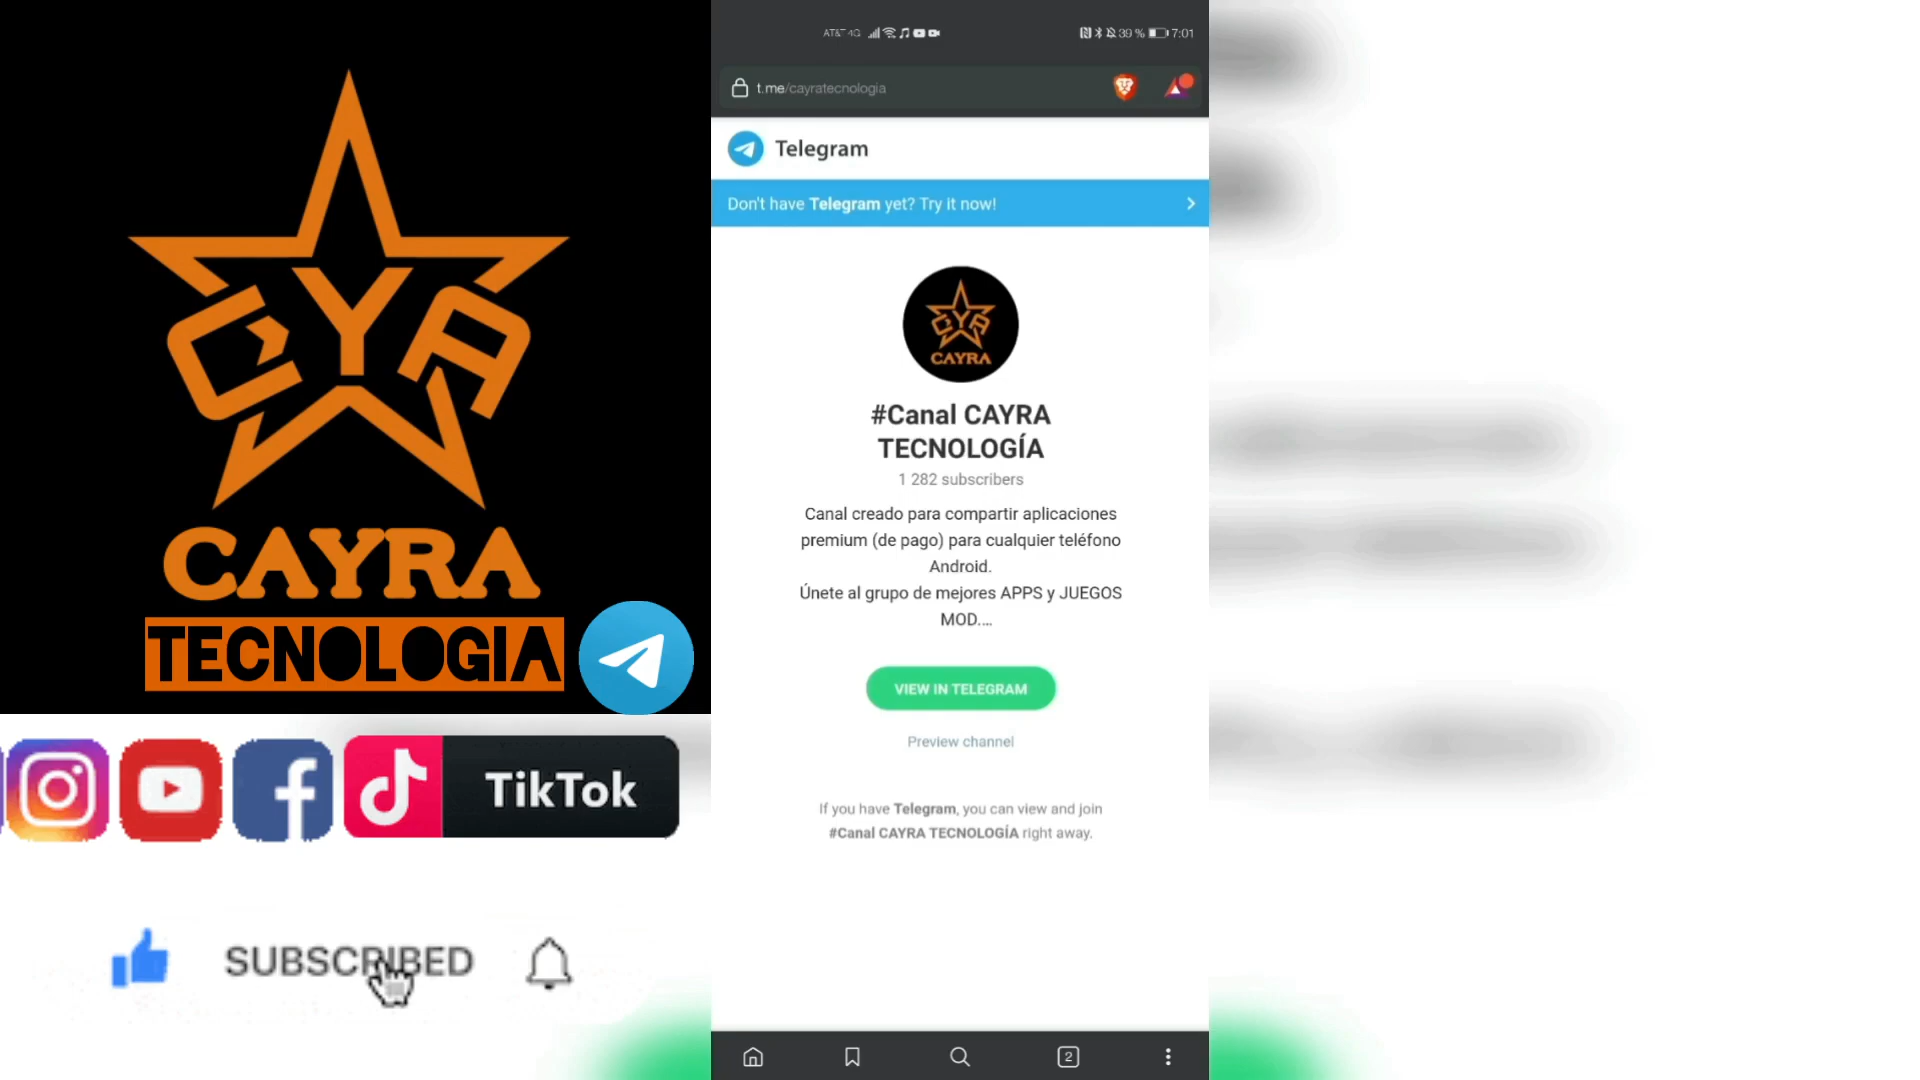 CYA
CAYRA
TECNOLOGIA
TikTok
SUBSCRIBED
AT&T 4G
39 %
7:01
t.me/cayratecnologia
Telegram
Don't have Telegram yet? Try it now!
CYA
CAYRA
#Canal CAYRA
TECNOLOGÍA
1 282 subscribers
Canal creado para compartir aplicaciones
premium (de pago) para cualquier teléfono
Android.
Únete al grupo de mejores APPS y JUEGOS
MOD....
VIEW IN TELEGRAM
Preview channel
If you have Telegram, you can view and join
#Canal CAYRA TECNOLOGÍA right away.
2